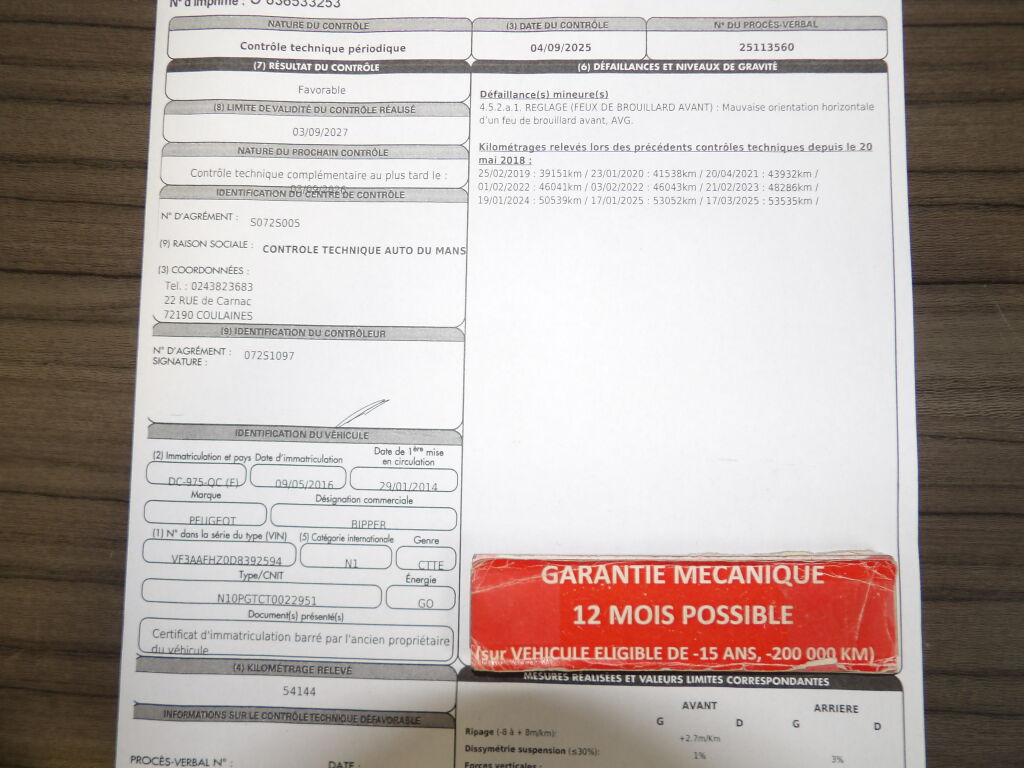 N° d'imprimé : O 036533253
NATURE DU CONTRÔLE
Contrôle technique périodique
(3) DATE DU CONTRÔLE
04/09/2025
N° DU PROCÈS-VERBAL
25113560
(7) RÉSULTAT DU CONTRÔLE
Favorable
(8) LIMITE DE VALIDITÉ DU CONTRÔLE RÉALISÉ
03/09/2027
NATURE DU PROCHAIN CONTRÔLE
Contrôle technique complémentaire au plus tard le :
03/09/2026
IDENTIFICATION DU CENTRE DE CONTRÔLE
N° D'AGRÉMENT : S072S005
(9) RAISON SOCIALE : CONTROLE TECHNIQUE AUTO DU MANS
(3) COORDONNÉES :
Tel. : 0243823683
22 RUE de Carnac
72190 COULAINES
(9) IDENTIFICATION DU CONTRÔLEUR
N° D'AGRÉMENT : 072S1097
SIGNATURE :
IDENTIFICATION DU VÉHICULE
(2) Immatriculation et pays
DC-975-QC (F)
Date d'immatriculation
09/05/2016
Date de 1ère mise
en circulation
29/01/2014
Marque
PEUGEOT
Désignation commerciale
BIPPER
(1) N° dans la série du type (VIN)
VF3AAFHZ0D8392594
(5) Catégorie internationale
N1
Genre
CTTE
Type/CNIT
N10PGTCT0022951
Énergie
GO
Document(s) présenté(s)
Certificat d'immatriculation barré par l'ancien propriétaire
du véhicule
(4) KILOMÉTRAGE RELEVÉ
54144
INFORMATIONS SUR LE CONTRÔLE TECHNIQUE DÉFAVORABLE
PROCÈS-VERBAL N° : DATE :
(6) DÉFAILLANCES ET NIVEAUX DE GRAVITÉ
Défaillance(s) mineure(s)
4.5.2.a.1. REGLAGE (FEUX DE BROUILLARD AVANT) : Mauvaise orientation horizontale
d'un feu de brouillard avant, AVG.
Kilométrages relevés lors des précédents contrôles techniques depuis le 20
mai 2018 :
25/02/2019 : 39151km / 23/01/2020 : 41538km / 20/04/2021 : 43932km /
01/02/2022 : 46041km / 03/02/2022 : 46043km / 21/02/2023 : 48286km /
19/01/2024 : 50539km / 17/01/2025 : 53052km / 17/03/2025 : 53535km /
GARANTIE MECANIQUE
12 MOIS POSSIBLE
(sur VEHICULE ELIGIBLE DE -15 ANS, -200 000 KM)
MESURES RÉALISÉES ET VALEURS LIMITES CORRESPONDANTES
AVANT ARRIERE
G D G D
Ripage (-8 à + 8m/km): +2.7m/Km
Dissymétrie suspension (≤30%): 1% 3%
Forces verticales :